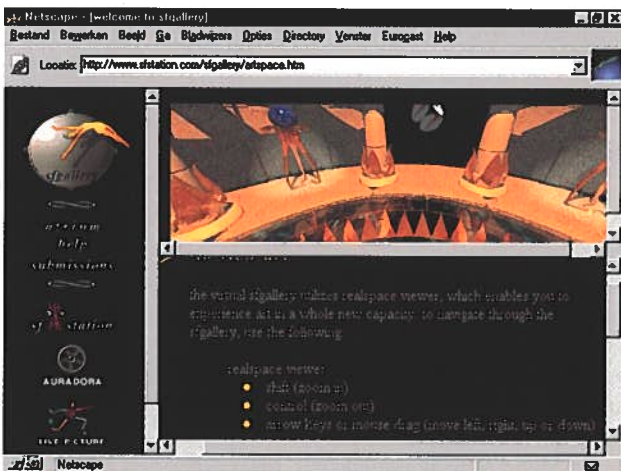 Netscape - [welcome to sfgallery]
Bestand Bewerken Beeld Ga Bladwijzers Opties Directory Venster Eurogast Help
Locatie: http://www.sfstation.com/sfgallery/artspace.htm
sfgallery
atrium
help
submissions
sf station
AURADORA
LIVE PICTURE
the virtual sfgallery utilizes realspace viewer, which enables you to
experience art in a whole new capacity. to navigate through the
sfgallery, use the following
realspace viewer:
shift (zoom in)
control (zoom out)
arrow keys or mouse drag (move left, right, up or down)
Netscape